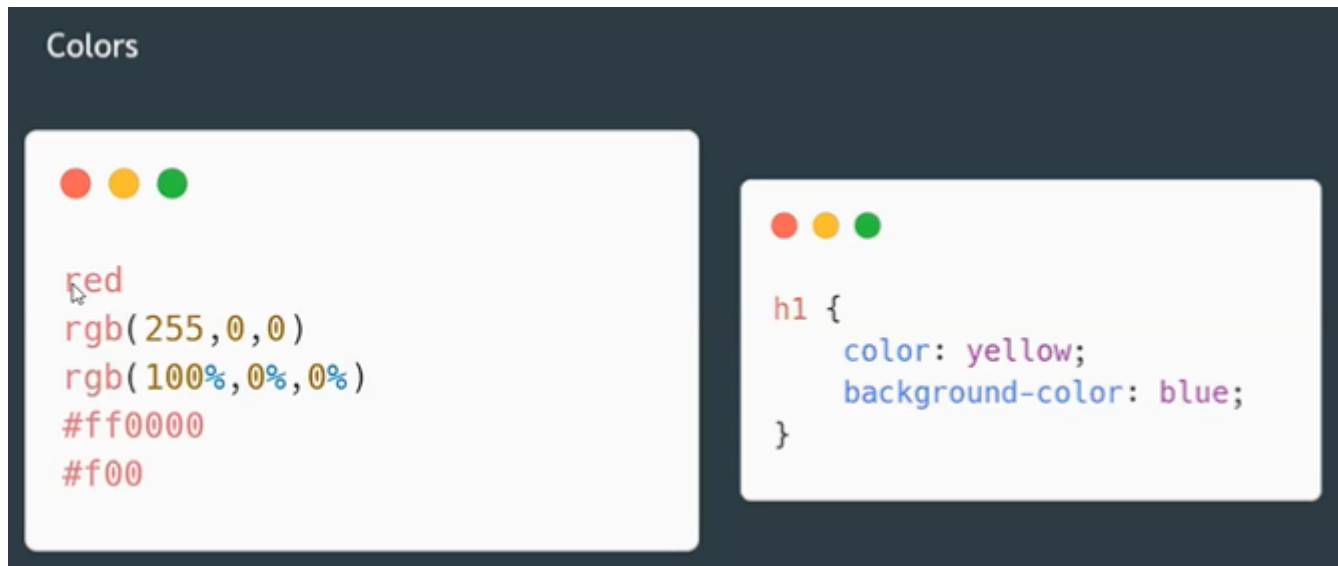 Colors
red
rgb(255,0,0)
rgb(100%,0%,0%)
#ff0000
#f00
h1 {
    color: yellow;
    background-color: blue;
}